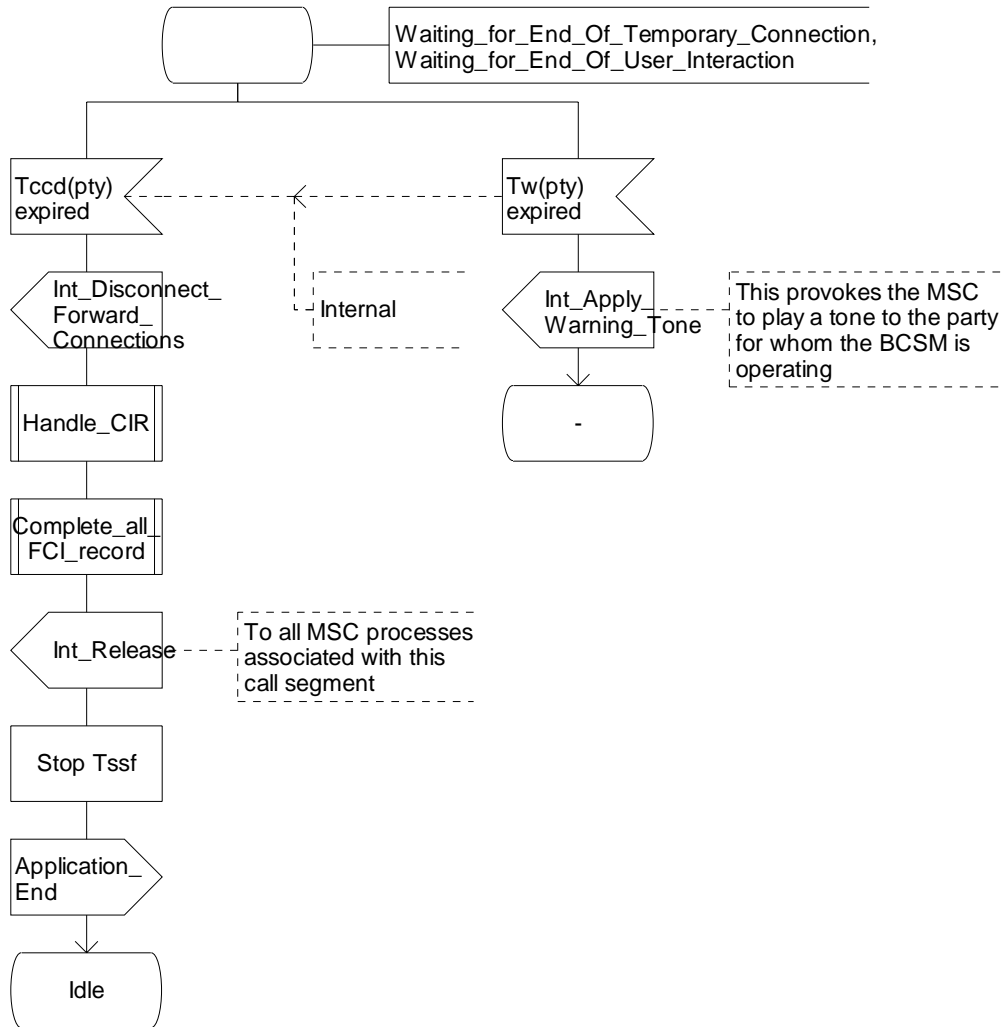 Waiting_for_End_Of_Temporary_Connection,
Waiting_for_End_Of_User_Interaction
Tccd(pty)
expired
Tw(pty)
expired
Int_Disconnect_
Forward_
Connections
Internal
Int_Apply_
Warning_Tone
This provokes the MSC
to play a tone to the party
for whom the BCSM is
operating
Handle_CIR
-
Complete_all_
FCI_record
Int_Release
To all MSC processes
associated with this
call segment
Stop Tssf
Application_
End
Idle